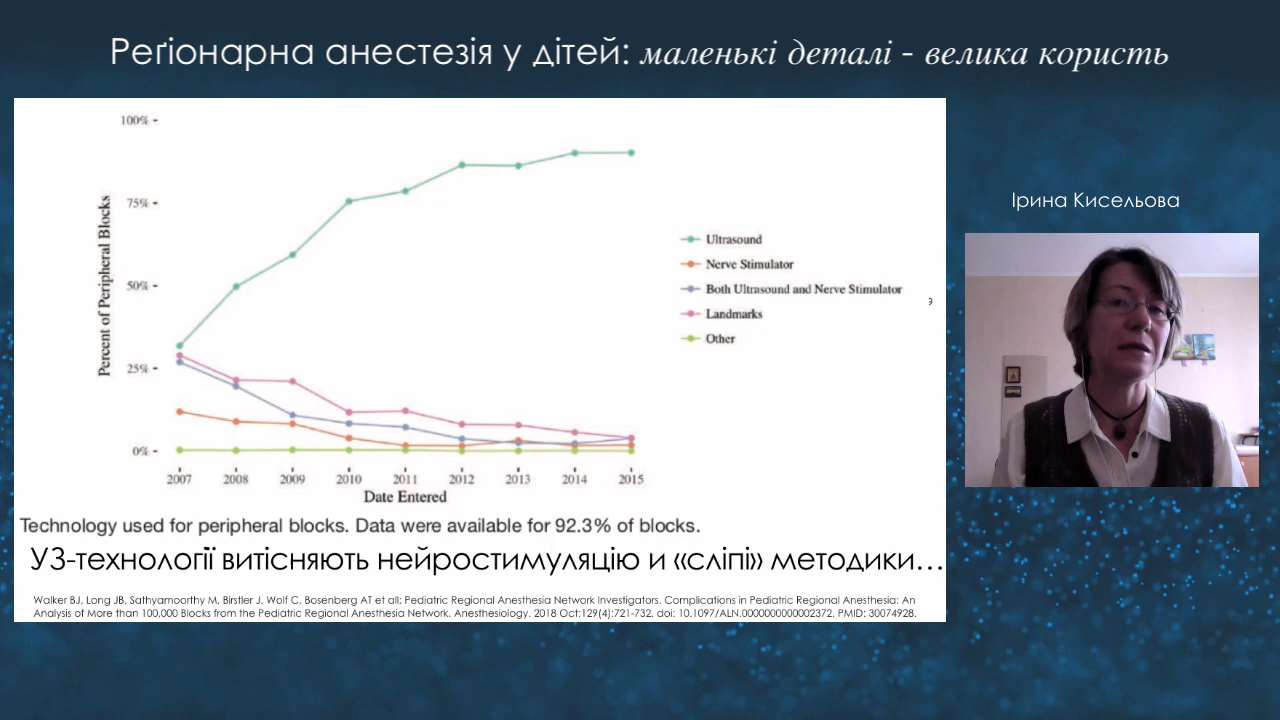 Реґіонарна анестезія у дітей: маленькі деталі - велика користь
100%
75%
50%
25%
0%
Percent of Peripheral Blocks
2007 2008 2009 2010 2011 2012 2013 2014 2015
Date Entered
Ultrasound
Nerve Stimulator
Both Ultrasound and Nerve Stimulator
Landmarks
Other
Technology used for peripheral blocks. Data were available for 92.3% of blocks.
УЗ-технології витісняють нейростимуляцію и «сліпі» методики…
Walker BJ, Long JB, Sathyamoorthy M, Birstler J, Wolf C, Bosenberg AT et all; Pediatric Regional Anesthesia Network Investigators. Complications in Pediatric Regional Anesthesia: An
Analysis of More than 100,000 Blocks from the Pediatric Regional Anesthesia Network. Anesthesiology. 2018 Oct;129(4):721-732. doi: 10.1097/ALN.0000000000002372. PMID: 30074928.
Ірина Кисельова